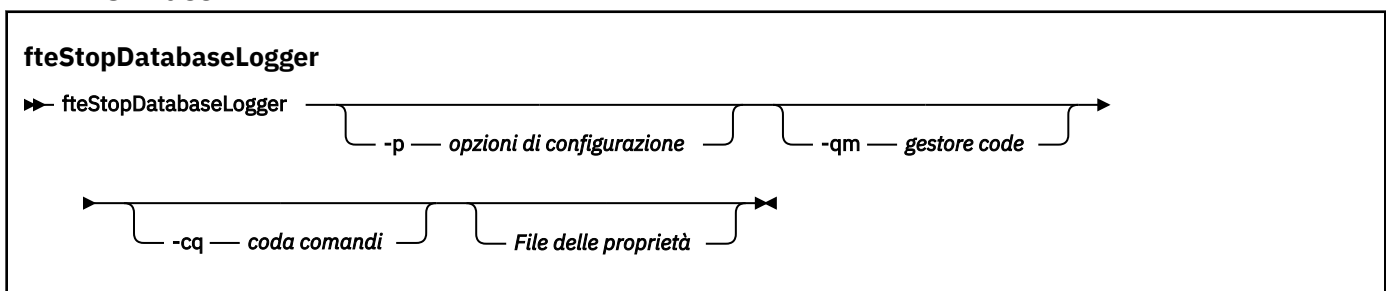 fteStopDatabaseLogger
fteStopDatabaseLogger
-p opzioni di configurazione -qm gestore code
-cq coda comandi File delle proprietà